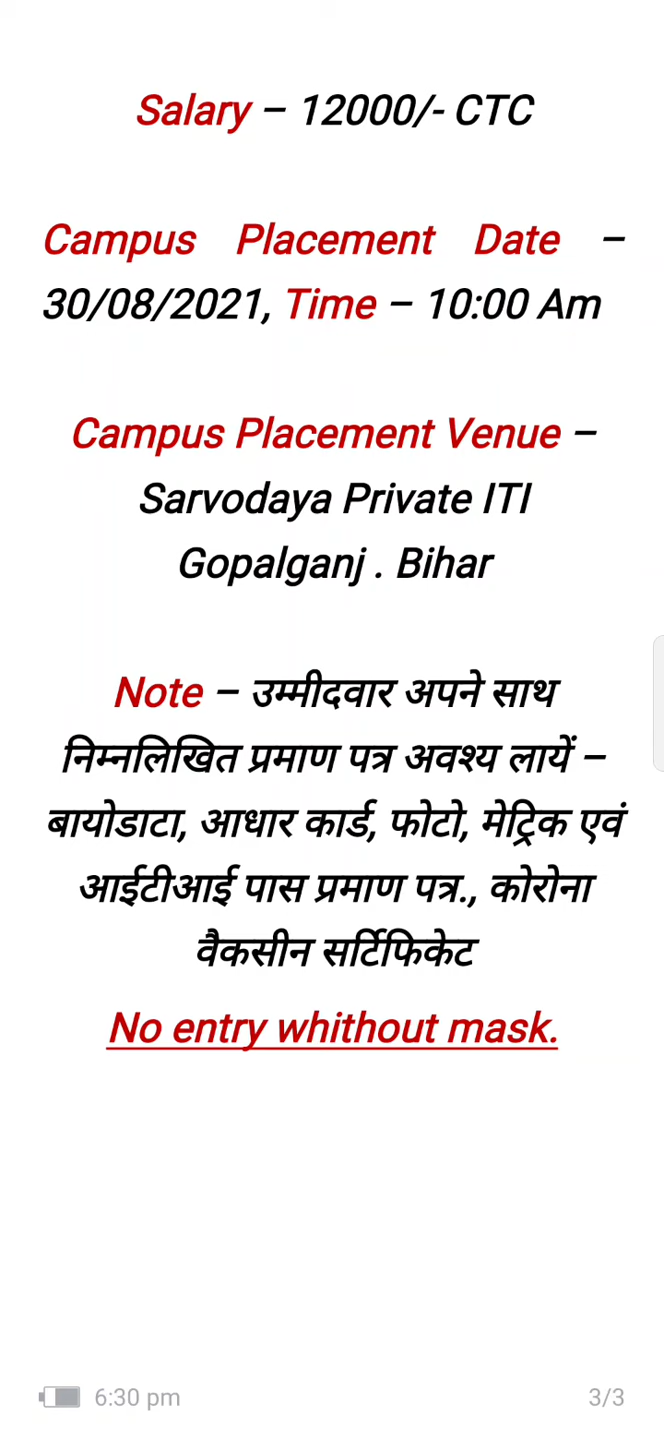 Salary – 12000/- CTC
Campus Placement Date –
30/08/2021, Time – 10:00 Am
Campus Placement Venue –
Sarvodaya Private ITI
Gopalganj . Bihar
Note – उम्मीदवार अपने साथ
निम्नलिखित प्रमाण पत्र अवश्य लायें –
बायोडाटा, आधार कार्ड, फोटो, मेट्रिक एवं
आईटीआई पास प्रमाण पत्र., कोरोना
वैकसीन सर्टिफिकेट
No entry whithout mask.
6:30 pm
3/3